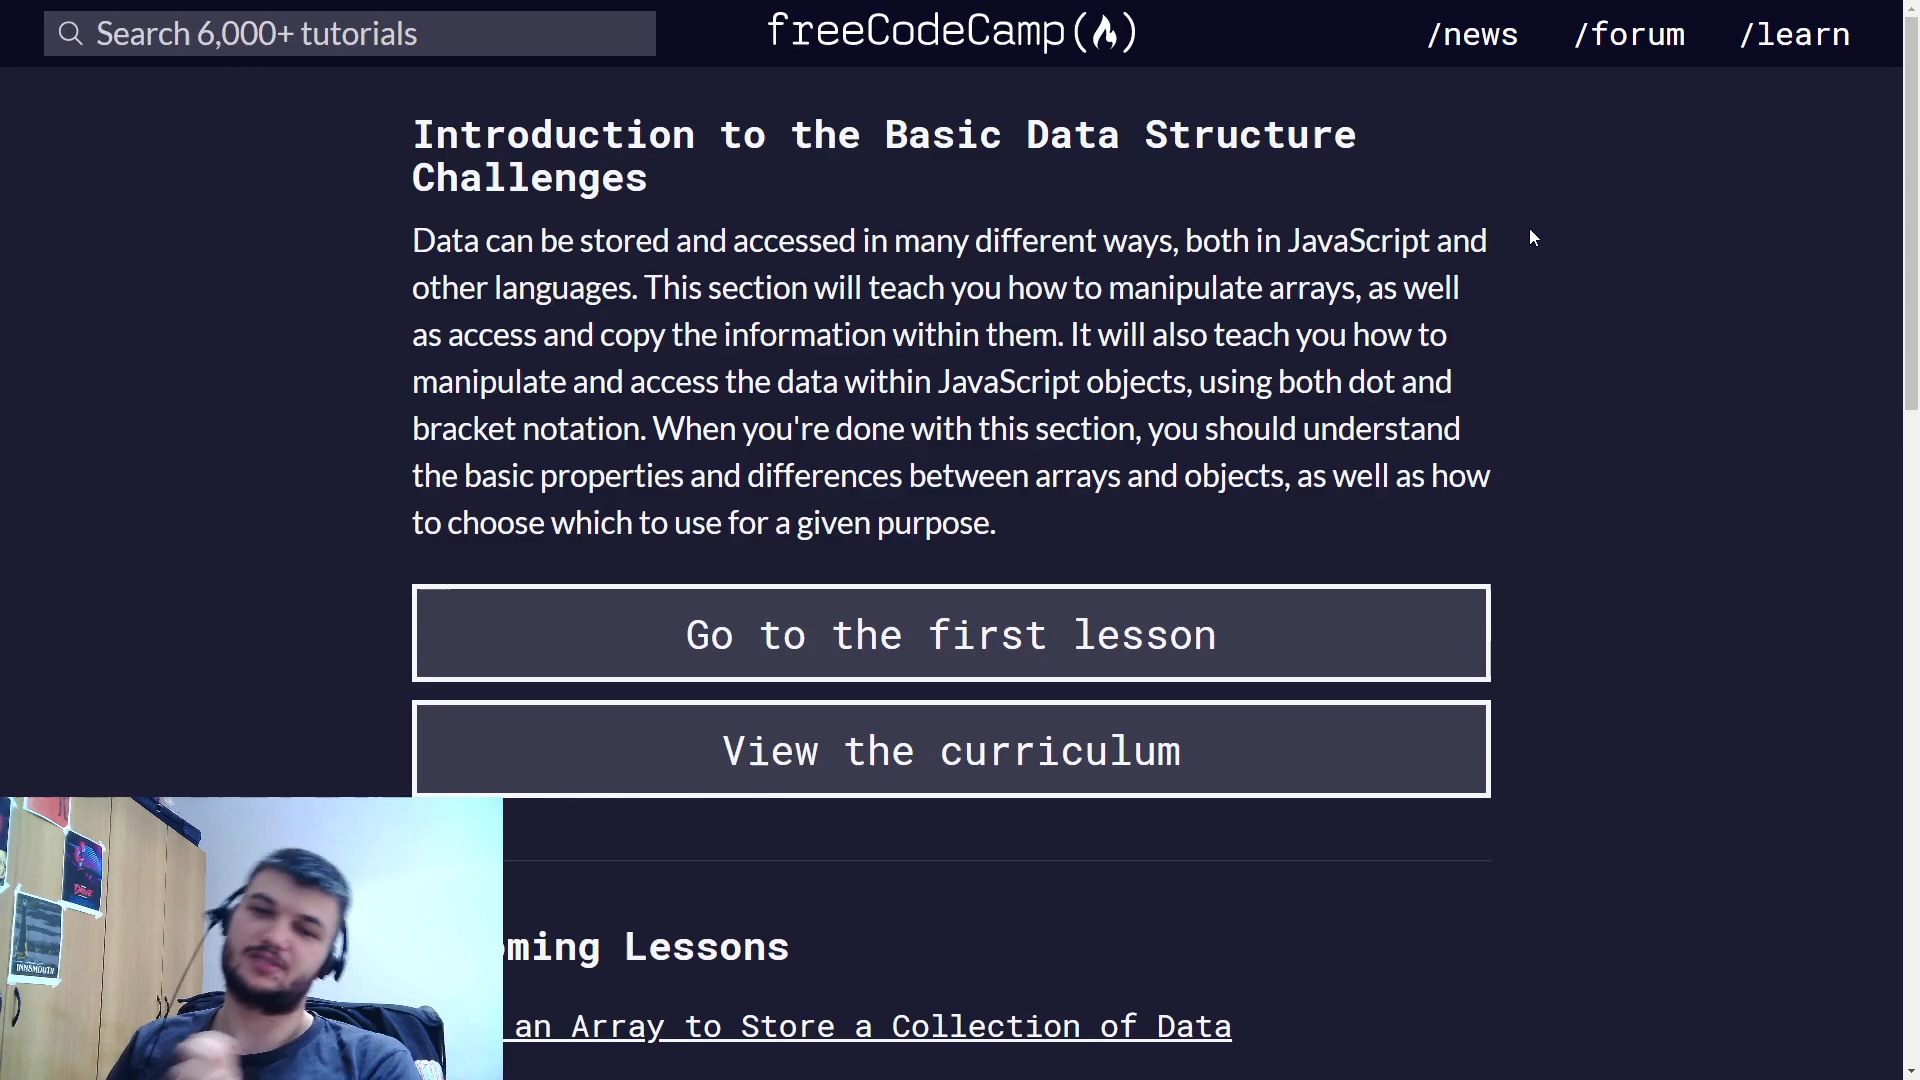 Search 6,000+ tutorials
freeCodeCamp
/news
/forum
/learn
Introduction to the Basic Data Structure
Challenges
Data can be stored and accessed in many different ways, both in JavaScript and
other languages. This section will teach you how to manipulate arrays, as well
as access and copy the information within them. It will also teach you how to
manipulate and access the data within JavaScript objects, using both dot and
bracket notation. When you're done with this section, you should understand
the basic properties and differences between arrays and objects, as well as how
to choose which to use for a given purpose.
Go to the first lesson
View the curriculum
oming Lessons
an Array to Store a Collection of Data
DRIVE
INNSMOUTH